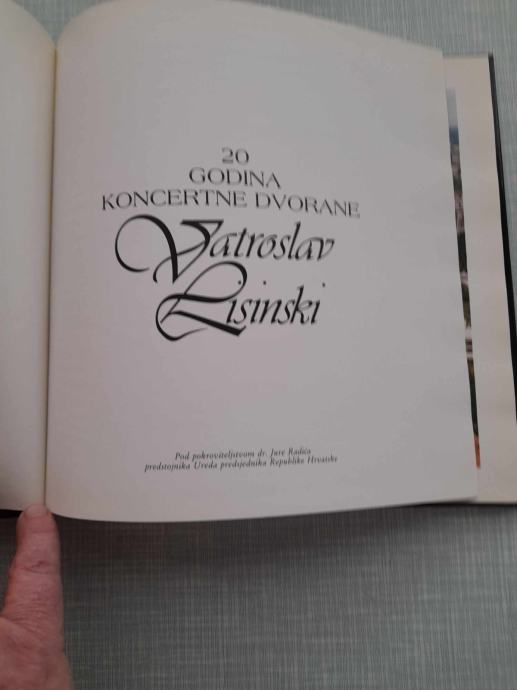 20
GODINA
KONCERTNE DVORANE
Vatroslav
Lisinski
Pod pokroviteljstvom dr. Jure Radića
predstojnika Ureda predsjednika Republike Hrvatske